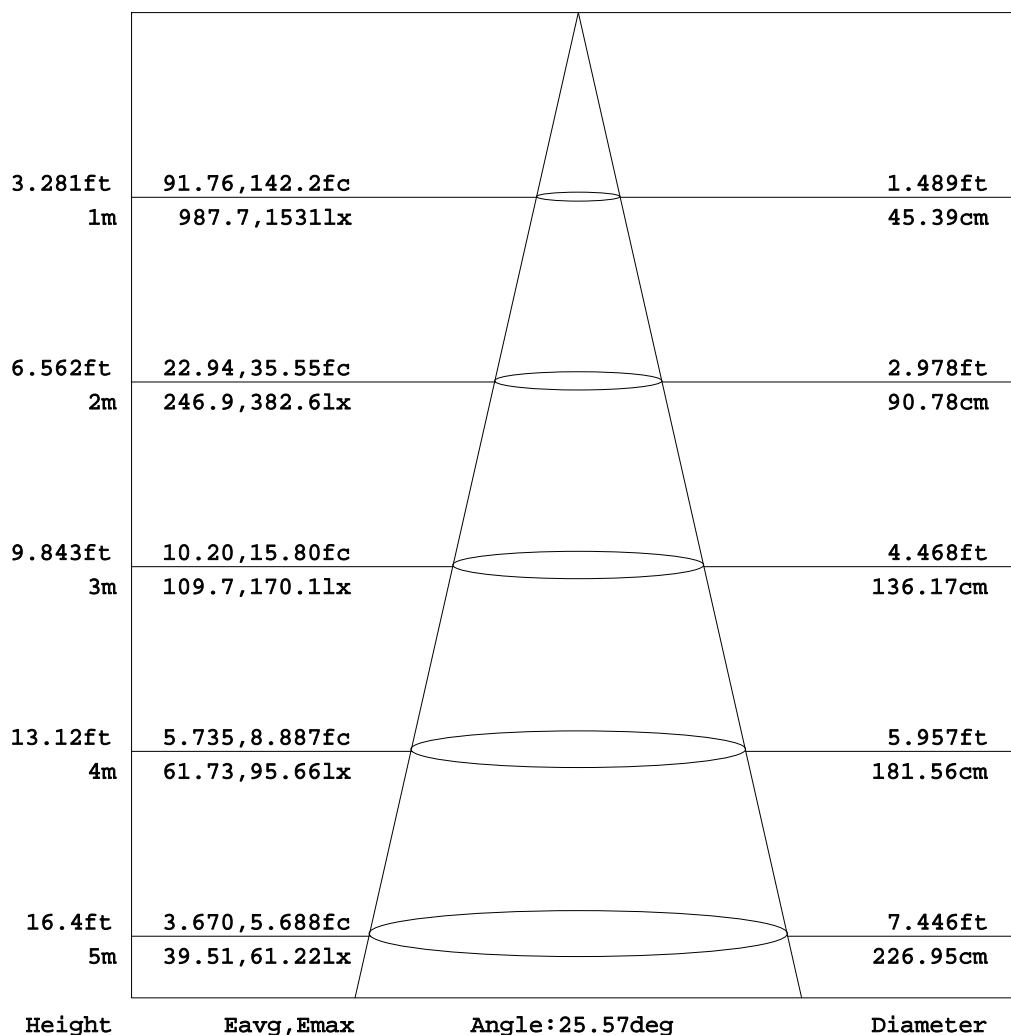 3.281ft 91.76,142.2fc 1.489ft
1m 987.7,1531lx 45.39cm
6.562ft 22.94,35.55fc 2.978ft
2m 246.9,382.6lx 90.78cm
9.843ft 10.20,15.80fc 4.468ft
3m 109.7,170.1lx 136.17cm
13.12ft 5.735,8.887fc 5.957ft
4m 61.73,95.66lx 181.56cm
16.4ft 3.670,5.688fc 7.446ft
5m 39.51,61.22lx 226.95cm
Height Eavg,Emax Angle:25.57deg Diameter